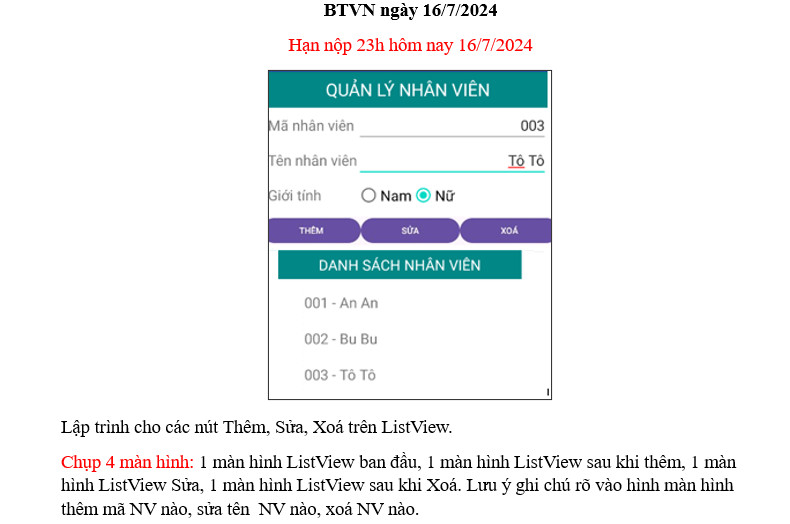 BTVN ngày 16/7/2024
Hạn nộp 23h hôm nay 16/7/2024
QUẢN LÝ NHÂN VIÊN
Mã nhân viên 003
Tên nhân viên Tô Tô
Giới tính Nam Nữ
THÊM SỬA XOÁ
DANH SÁCH NHÂN VIÊN
001 - An An
002 - Bu Bu
003 - Tô Tô
Lập trình cho các nút Thêm, Sửa, Xoá trên ListView.
Chụp 4 màn hình: 1 màn hình ListView ban đầu, 1 màn hình ListView sau khi thêm, 1 màn
hình ListView Sửa, 1 màn hình ListView sau khi Xoá. Lưu ý ghi chú rõ vào hình màn hình
thêm mã NV nào, sửa tên NV nào, xoá NV nào.